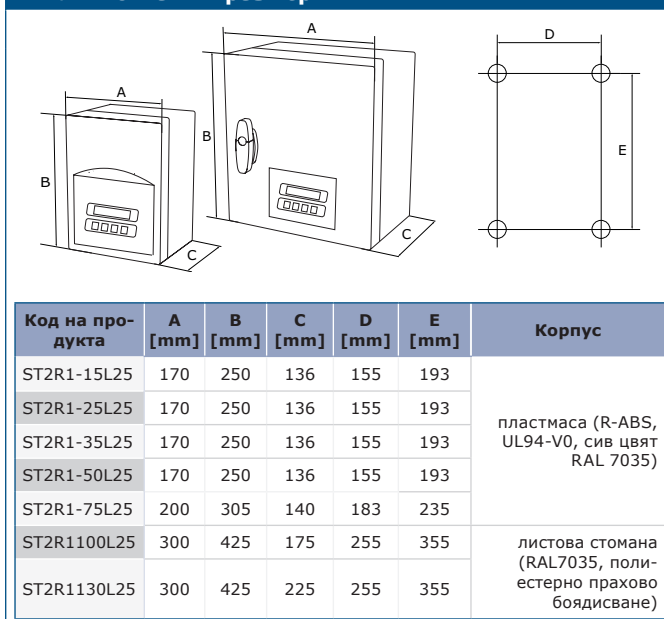 A
B
C
A
B
C
D
E
Код на про-
дукта
A
[mm]
B
[mm]
C
[mm]
D
[mm]
E
[mm]
Корпус
ST2R1-15L25 170 250 136 155 193
ST2R1-25L25 170 250 136 155 193
ST2R1-35L25 170 250 136 155 193
ST2R1-50L25 170 250 136 155 193
ST2R1-75L25 200 305 140 183 235
пластмаса (R-ABS,
UL94-V0, сив цвят
RAL 7035)
ST2R1100L25 300 425 175 255 355
ST2R1130L25 300 425 225 255 355
листова стомана
(RAL7035, поли-
естерно прахово
боядисване)